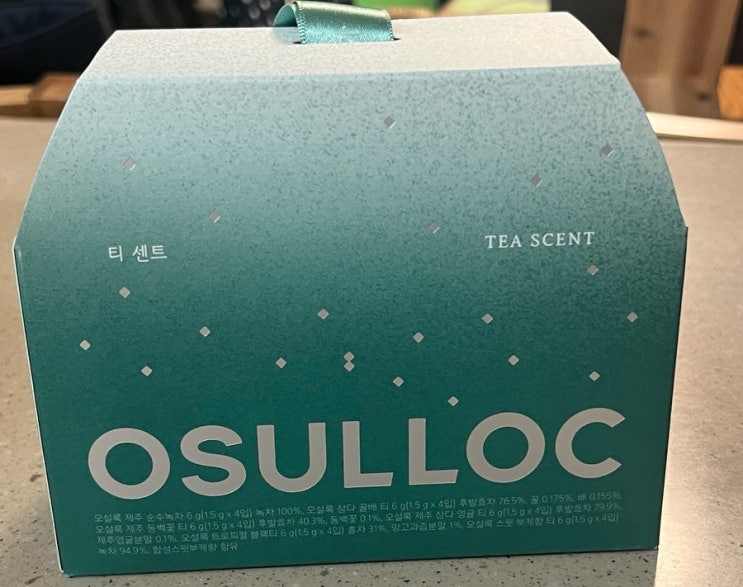 티 센트
TEA SCENT
OSULLOC
오설록 제주 순수녹차 6 g(1.5 g x 4입) 녹차 100%, 오설록 삼다 꿀배 티 6 g(1.5 g x 4입) 후발효차 76.5%, 꿀 0.175%, 배 0.155%,
오설록 제주 동백꽃 티 6 g(1.5 g x 4입) 후발효차 40.3%, 동백꽃 0.1%, 오설록 제주 삼다 영귤 티 6 g(1.5 g x 4입) 후발효차 79.9%,
제주영귤분말 0.1%, 오설록 트로피컬 블랙티 6 g(1.5 g x 4입) 홍차 31%, 망고과즙분말 1%, 오설록 스윗 부케향 티 6 g(1.5 g x 4입)
녹차 94.9%, 합성스윗부케향 함유